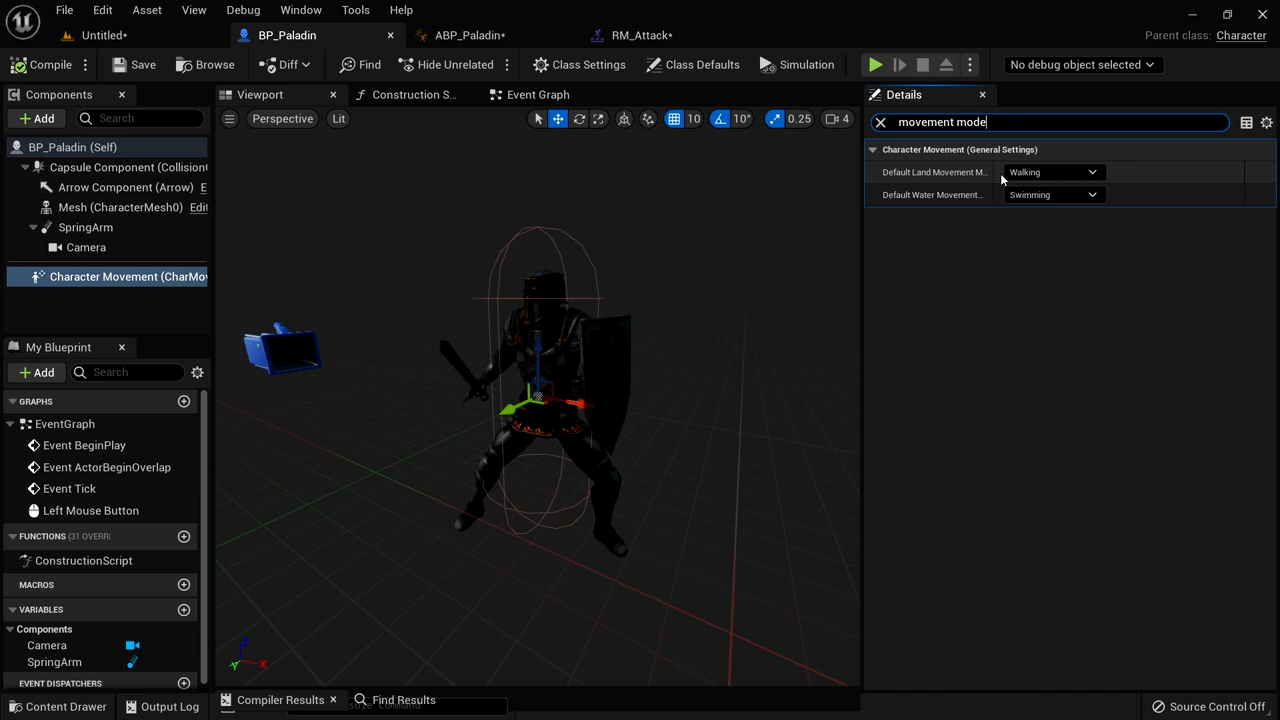 File Edit Asset View Debug Window Tools Help
Untitled* BP_Paladin ABP_Paladin* RM_Attack* Parent class: Character
Compile Save Browse Diff Find Hide Unrelated Class Settings Class Defaults Simulation No debug object selected
Components Viewport Construction S... Event Graph Details
Add Search Perspective Lit 10 10° 0.25 4 movement mode
BP_Paladin (Self)
Capsule Component (Collision
Arrow Component (Arrow) E
Mesh (CharacterMesh0) Edit
SpringArm
Camera
Character Movement (CharMov
Character Movement (General Settings)
Default Land Movement M... Walking
Default Water Movement... Swimming
My Blueprint
Add Search
GRAPHS
EventGraph
Event BeginPlay
Event ActorBeginOverlap
Event Tick
Left Mouse Button
FUNCTIONS (31 OVERRI
ConstructionScript
MACROS
VARIABLES
Components
Camera
SpringArm
EVENT DISPATCHERS
Z
Y X
Compiler Results Find Results
Content Drawer Output Log Source Control Off